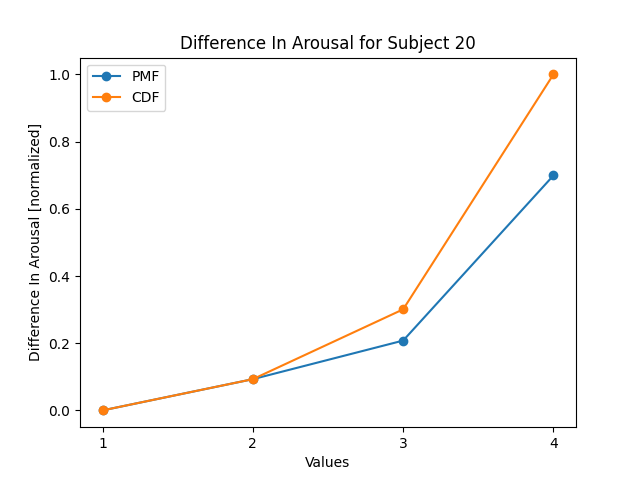 Difference In Arousal for Subject 20
PMF
CDF
Difference In Arousal [normalized]
1.0
0.8
0.6
0.4
0.2
0.0
1 2 3 4
Values